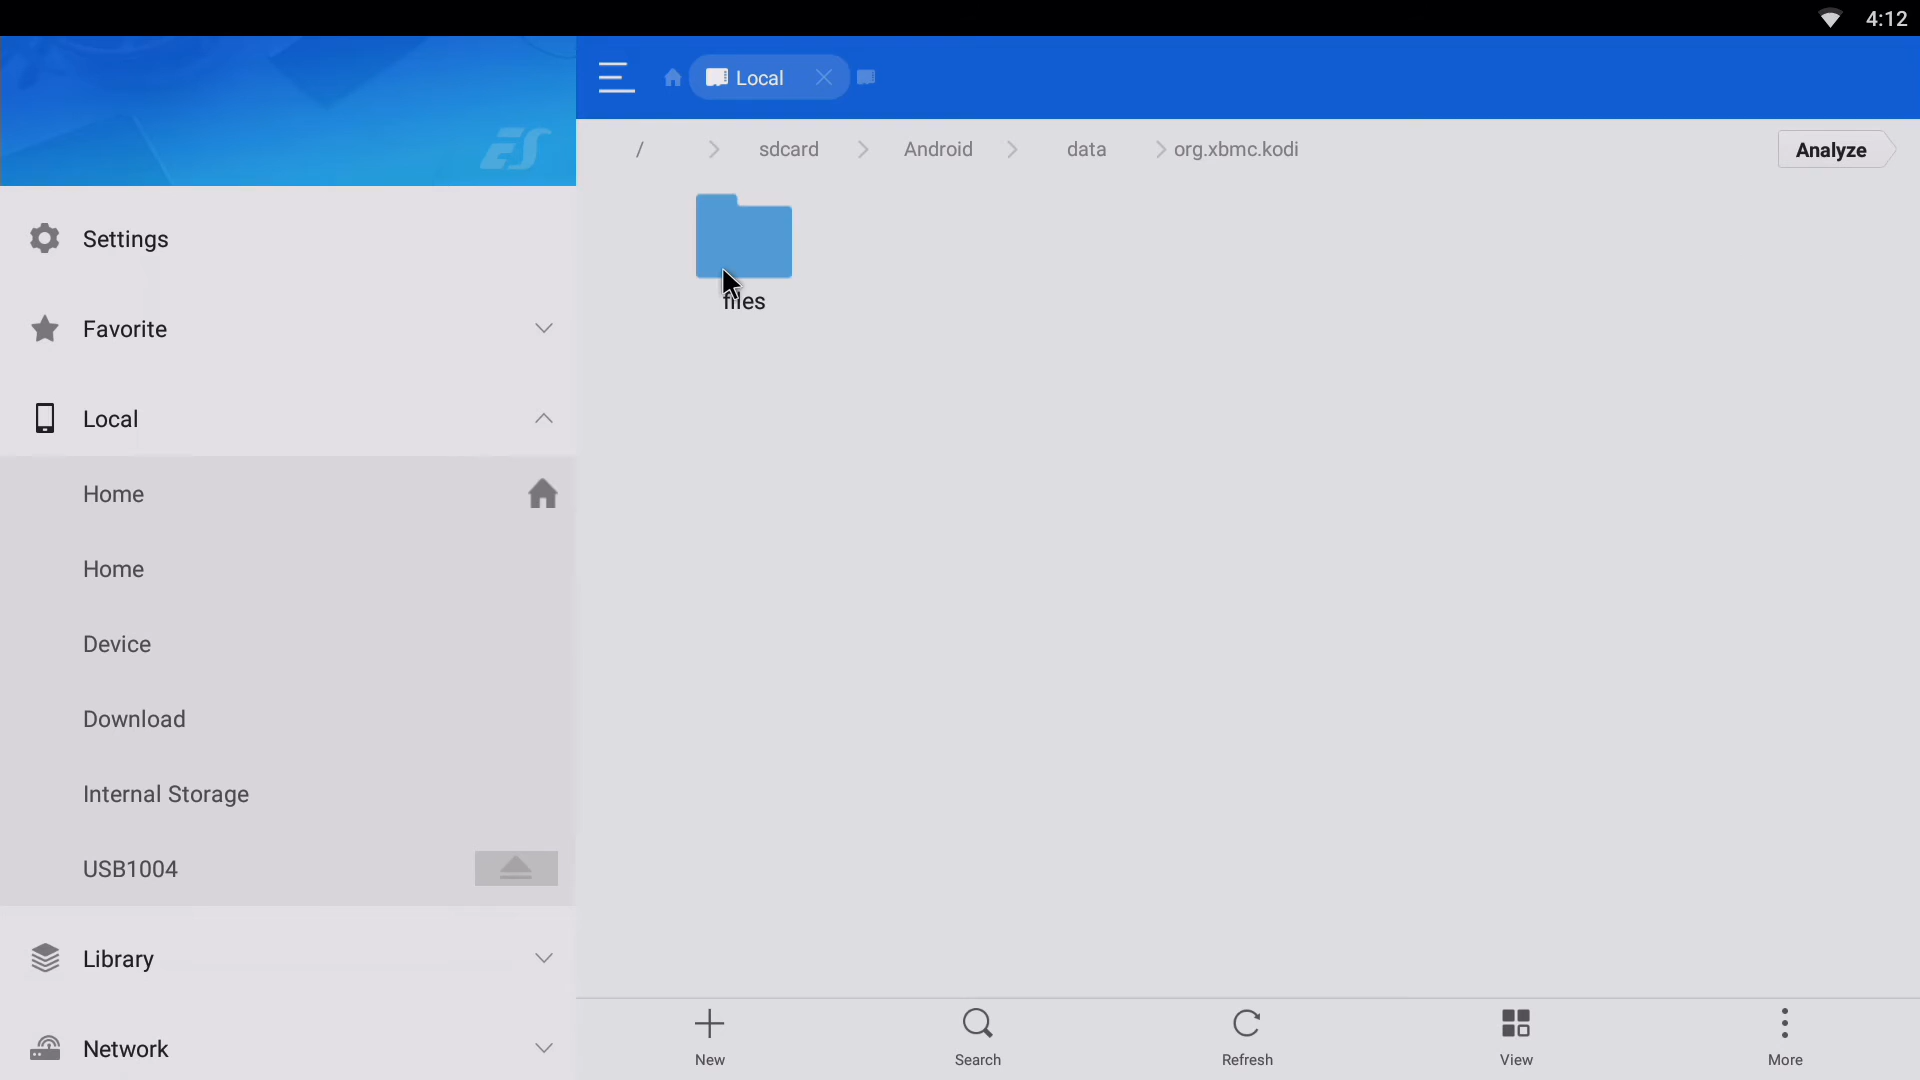 4:12
Local
ES
/ sdcard Android data org.xbmc.kodi
Analyze
files
Settings
Favorite
Local
Home
Home
Device
Download
Internal Storage
USB1004
Library
Network
New
Search
Refresh
View
More